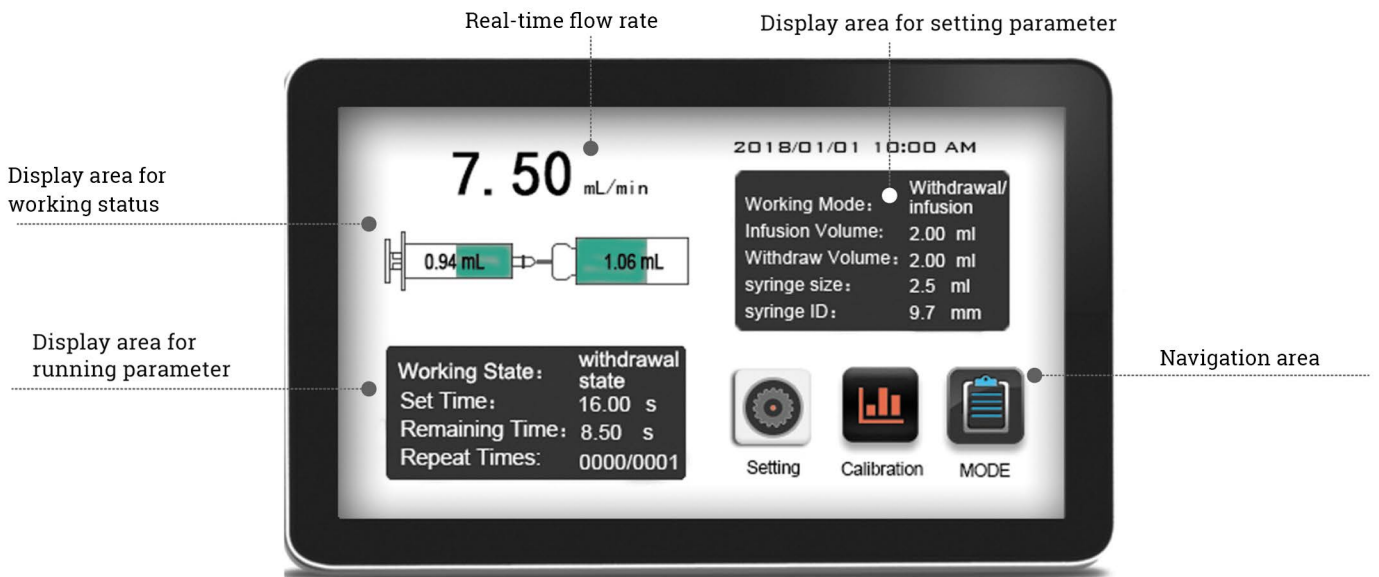 Real-time flow rate
Display area for setting parameter
Display area for
working status
7.50 mL/min
0.94 mL
1.06 mL
2018/01/01 10:00 AM
Working Mode: Withdrawal/
infusion
Infusion Volume: 2.00 ml
Withdraw Volume: 2.00 ml
syringe size: 2.5 ml
syringe ID: 9.7 mm
Display area for
running parameter
Working State: withdrawal
state
Set Time: 16.00 s
Remaining Time: 8.50 s
Repeat Times: 0000/0001
Navigation area
Setting
Calibration
MODE